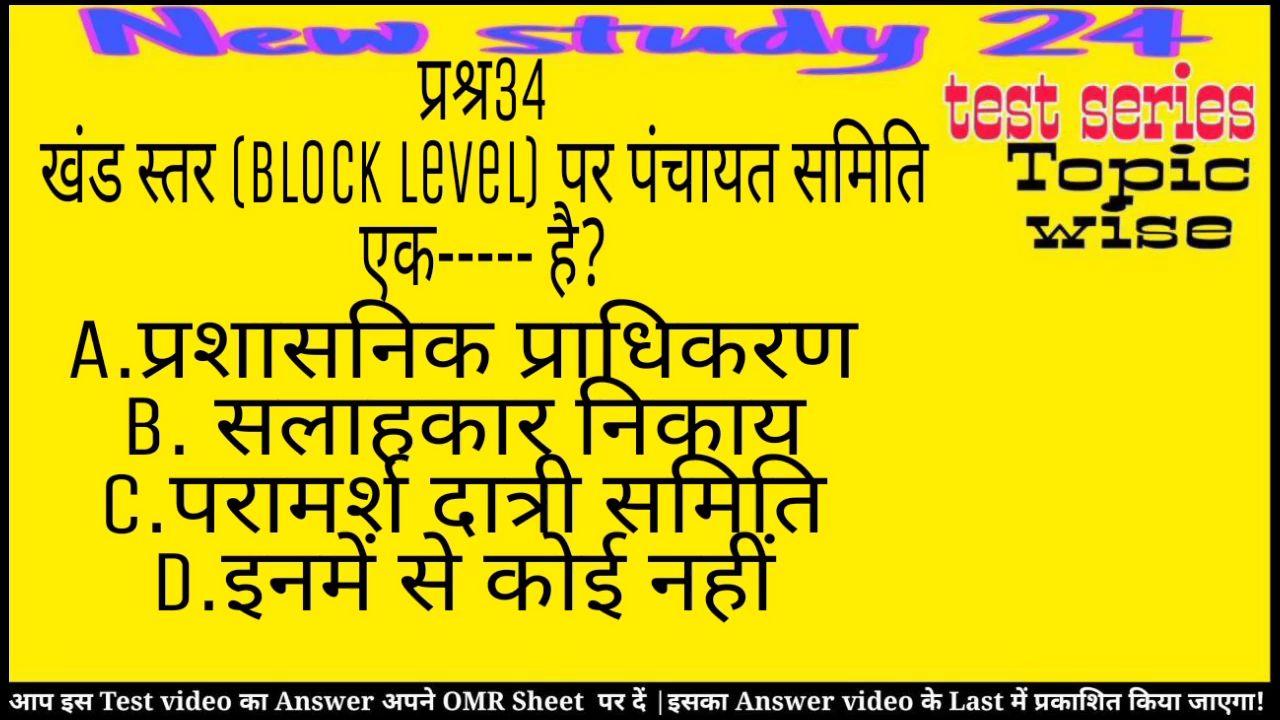 New study 24
test series
Topic
wise
प्रश्न34
खंड स्तर (BLOCK Level) पर पंचायत समिति
एक----- है?
A.प्रशासनिक प्राधिकरण
B. सलाहकार निकाय
C.परामर्श दात्री समिति
D.इनमें से कोई नहीं
आप इस Test video का Answer अपने OMR Sheet पर दें |इसका Answer video के Last में प्रकाशित किया जाएगा!